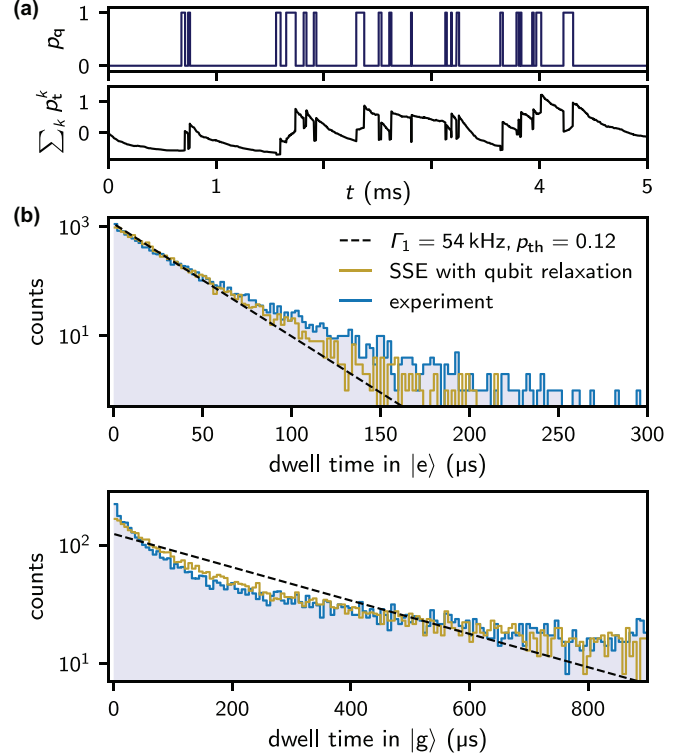 (a)
1
0
p_q
1
0
∑_k p_t^k
0 1 4 5
t (ms)
(b)
10^3
10^1
counts
Γ_1 = 54 kHz, p_th = 0.12
SSE with qubit relaxation
experiment
0 50 100 150 200 250 300
dwell time in |e⟩ (µs)
10^2
10^1
counts
0 200 400 600 800
dwell time in |g⟩ (µs)